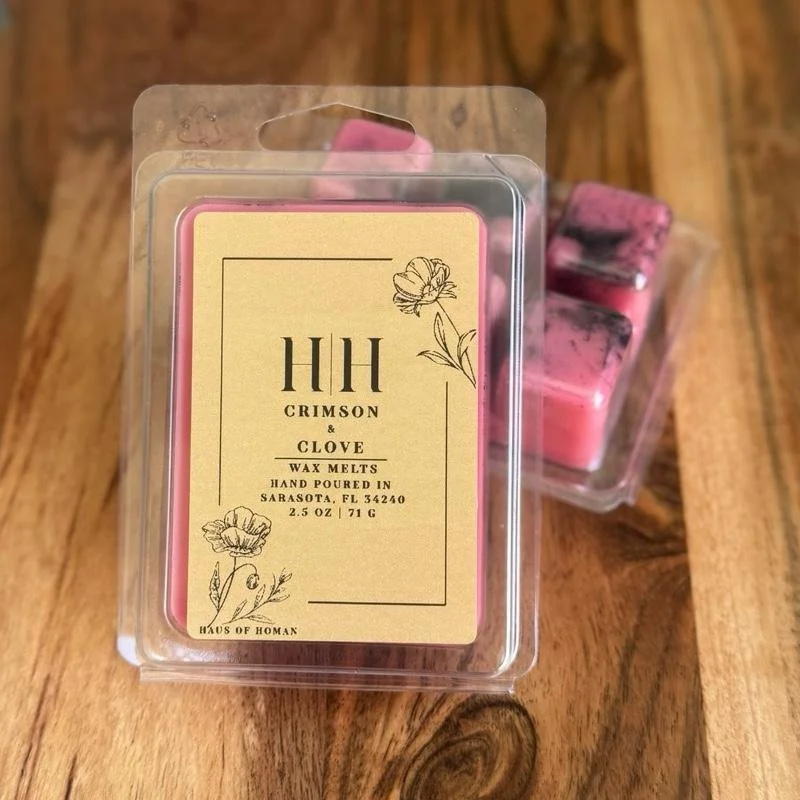 H|H
CRIMSON
&
CLOVE
WAX MELTS
HAND POURED IN
SARASOTA, FL 34240
2.5 OZ | 71 G
HAUS OF HOMAN